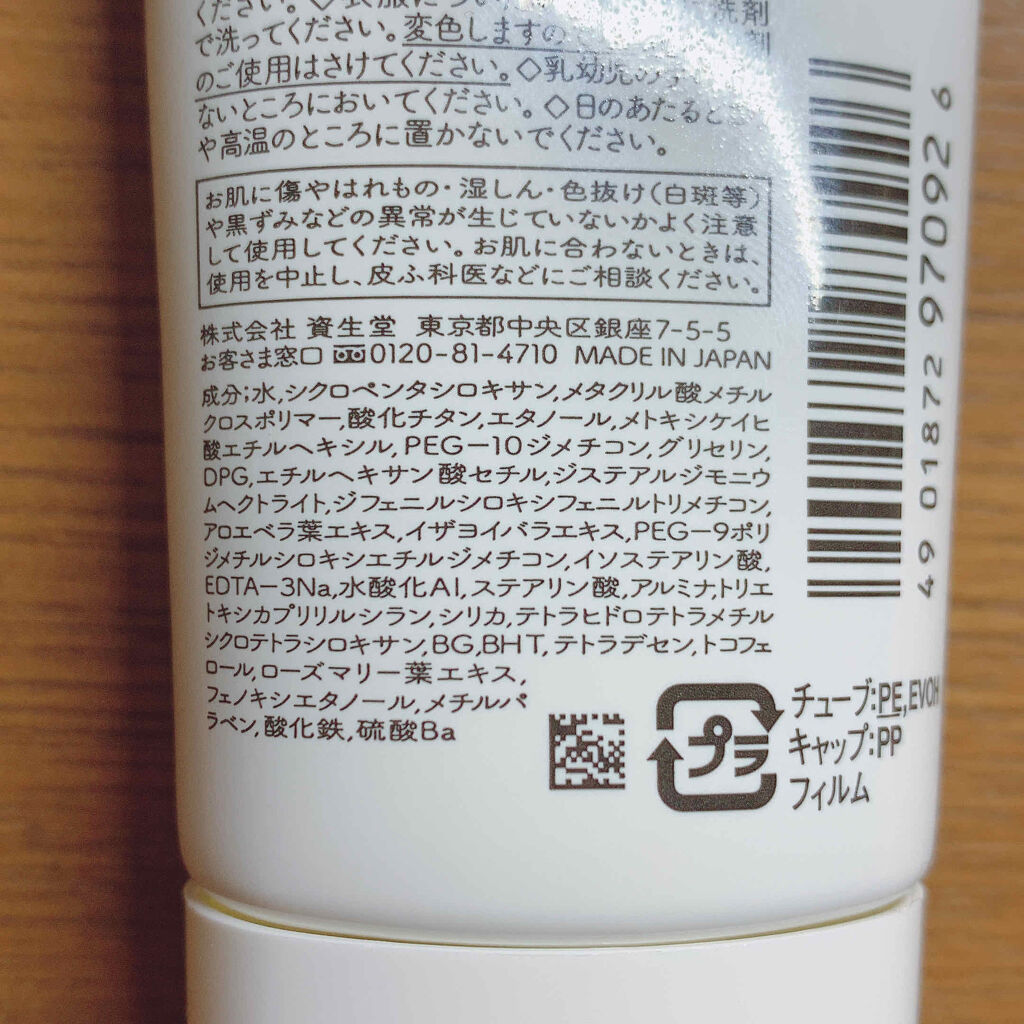 ください。◇衣服につい 洗剤
で洗ってください。変色しますの 剤
のご使用はさけてください。◇乳幼児の手
ないところにおいてください。◇日のあたると
や高温のところに置かないでください。
お肌に傷やはれもの・湿しん・色抜け(白斑等)
や黒ずみなどの異常が生じていないかよく注意
して使用してください。お肌に合わないときは、
使用を中止し、皮ふ科医などにご相談ください。
株式会社 資生堂 東京都中央区銀座7-5-5
お客さま窓口 0120-81-4710 MADE IN JAPAN
成分;水,シクロペンタシロキサン,メタクリル酸メチル
クロスポリマー,酸化チタン,エタノール,メトキシケイヒ
酸エチルヘキシル,PEG-10ジメチコン,グリセリン,
DPG,エチルヘキサン酸セチル,ジステアルジモニウ
ムヘクトライト,ジフェニルシロキシフェニルトリメチコン,
アロエベラ葉エキス,イザヨイバラエキス,PEG-9ポリ
ジメチルシロキシエチルジメチコン,イソステアリン酸,
EDTA-3Na,水酸化Al,ステアリン酸,アルミナ,トリエ
トキシカプリリルシラン,シリカ,テトラヒドロテトラメチル
シクロテトラシロキサン,BG,BHT,テトラデセン,トコフェ
ロール,ローズマリー葉エキス,
フェノキシエタノール,メチルパ
ラベン,酸化鉄,硫酸Ba
プラ
チューブ:PE,EVOH
キャップ:PP
フィルム
4901872970926